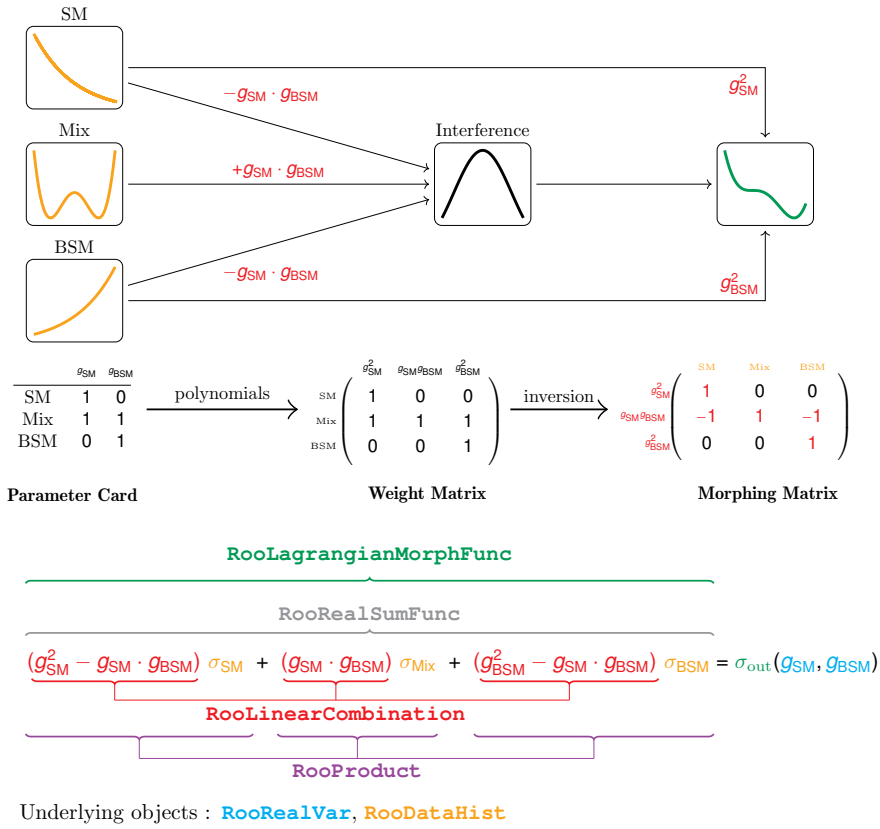 SM
g²_SM
−g_SM · g_BSM
Mix
Interference
+g_SM · g_BSM
BSM
−g_SM · g_BSM
g²_BSM
g_SM g_BSM
SM 1 0
Mix 1 1
BSM 0 1
Parameter Card
polynomials
g²_SM g_SM g_BSM g²_BSM
SM 1 0 0
Mix 1 1 1
BSM 0 0 1
Weight Matrix
inversion
SM Mix BSM
g²_SM 1 0 0
g_SM g_BSM −1 1 −1
g²_BSM 0 0 1
Morphing Matrix
RooLagrangianMorphFunc
RooRealSumFunc
(g²_SM − g_SM · g_BSM) σ_SM + (g_SM · g_BSM) σ_Mix + (g²_BSM − g_SM · g_BSM) σ_BSM = σ_out(g_SM, g_BSM)
RooLinearCombination
RooProduct
Underlying objects : RooRealVar, RooDataHist